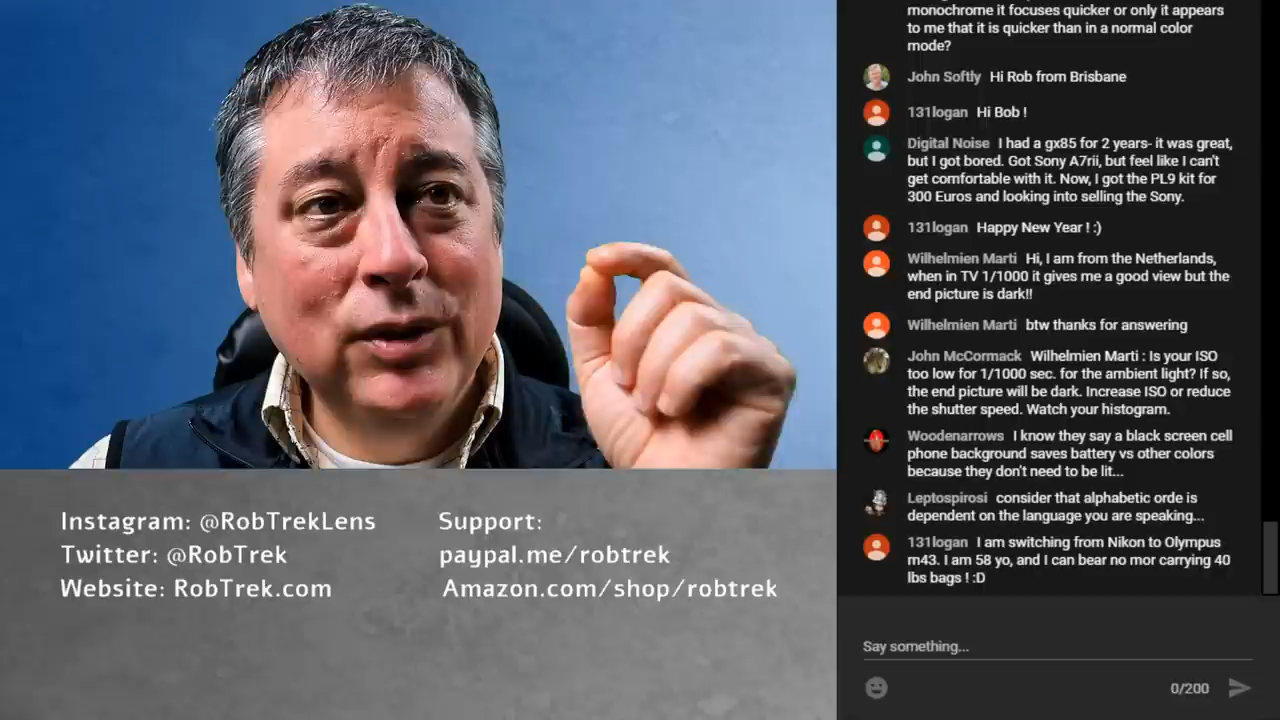 Instagram: @RobTrekLens
Twitter: @RobTrek
Website: RobTrek.com
Support:
paypal.me/robtrek
Amazon.com/shop/robtrek
monochrome it focuses quicker or only it appears
to me that it is quicker than in a normal color
mode?
John Softly Hi Rob from Brisbane
131logan Hi Bob !
Digital Noise I had a gx85 for 2 years- it was great,
but I got bored. Got Sony A7rii, but feel like I can't
get comfortable with it. Now, I got the PL9 kit for
300 Euros and looking into selling the Sony.
131logan Happy New Year ! :)
Wilhelmien Marti Hi, I am from the Netherlands,
when in TV 1/1000 it gives me a good view but the
end picture is dark!!
Wilhelmien Marti btw thanks for answering
John McCormack Wilhelmien Marti : Is your ISO
too low for 1/1000 sec. for the ambient light? If so,
the end picture will be dark. Increase ISO or reduce
the shutter speed. Watch your histogram.
Woodenarrows I know they say a black screen cell
phone background saves battery vs other colors
because they don't need to be lit...
Leptospirosi consider that alphabetic orde is
dependent on the language you are speaking...
131logan I am switching from Nikon to Olympus
m43. I am 58 yo, and I can bear no mor carrying 40
lbs bags ! :D
Say something...
0/200